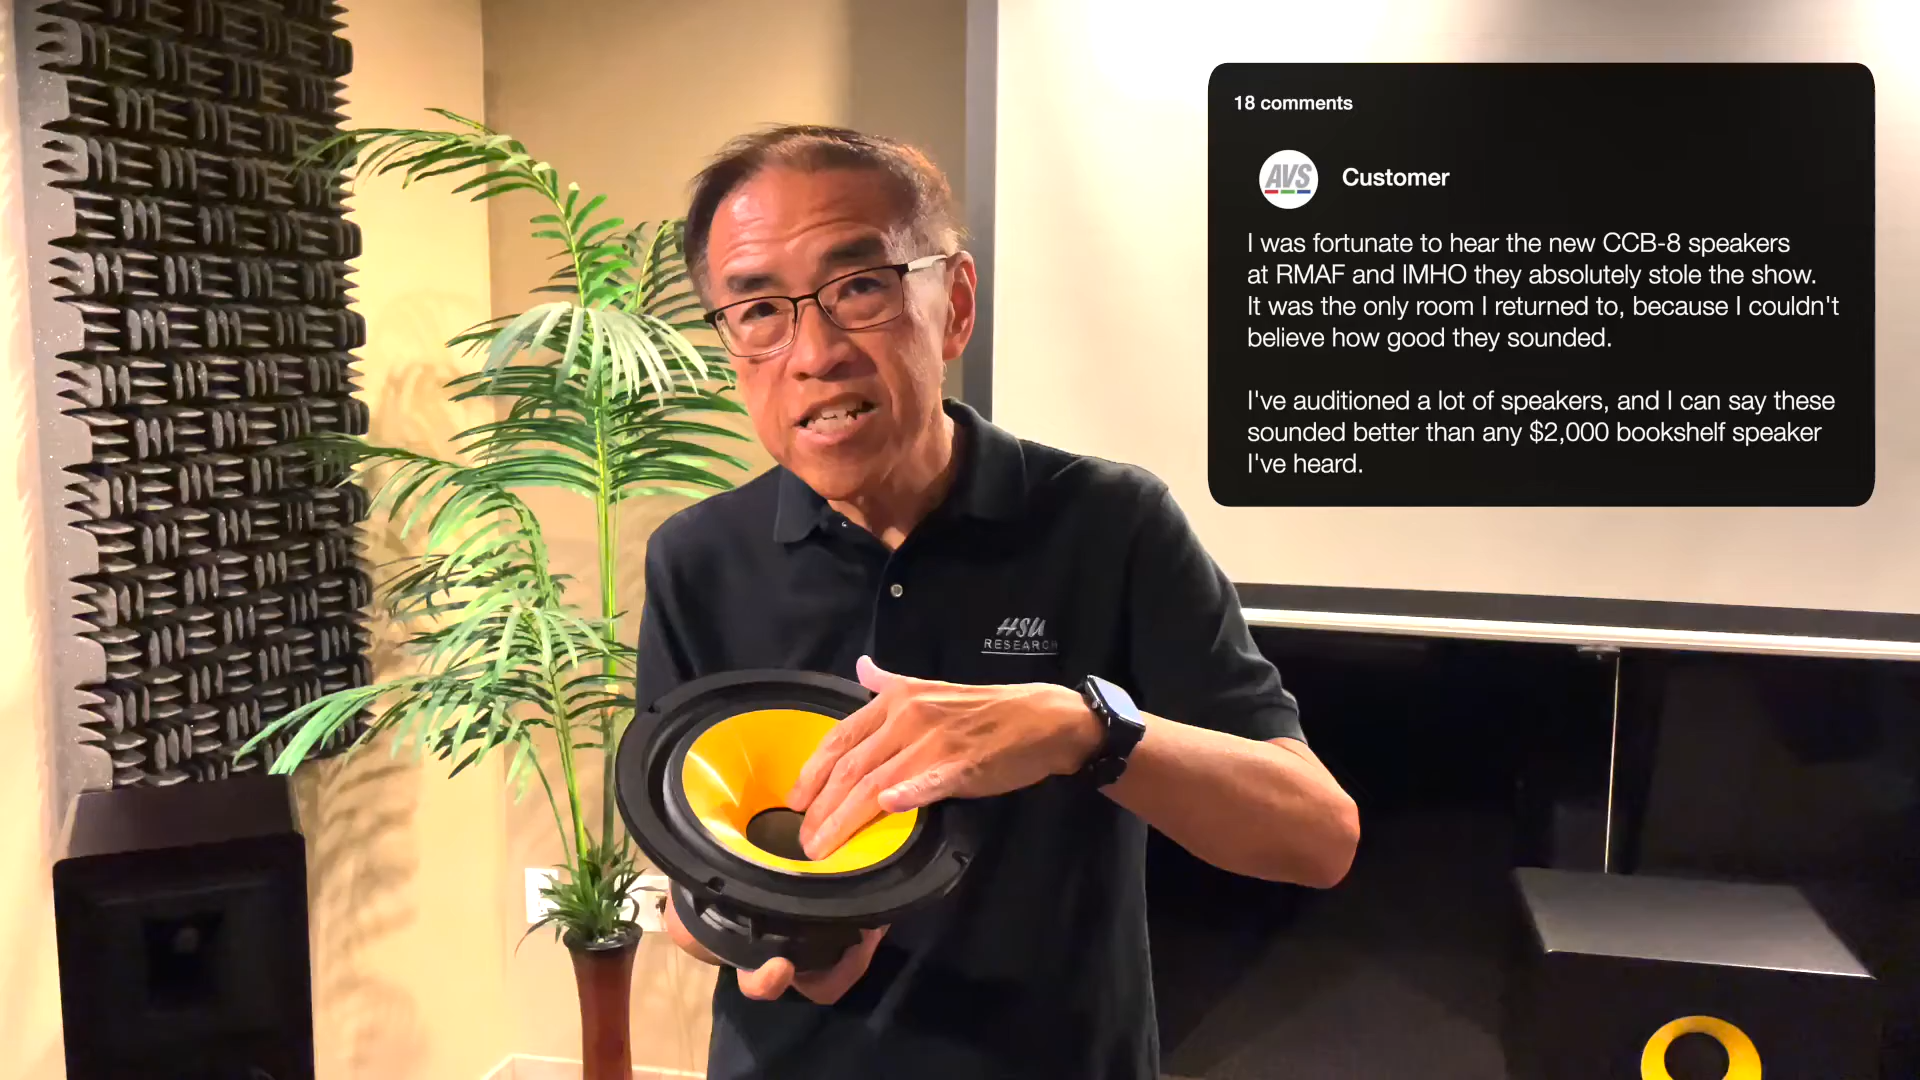 18 comments
AVS
Customer
I was fortunate to hear the new CCB-8 speakers
at RMAF and IMHO they absolutely stole the show.
It was the only room I returned to, because I couldn't
believe how good they sounded.
I've auditioned a lot of speakers, and I can say these
sounded better than any $2,000 bookshelf speaker
I've heard.
HSU
RESEARCH